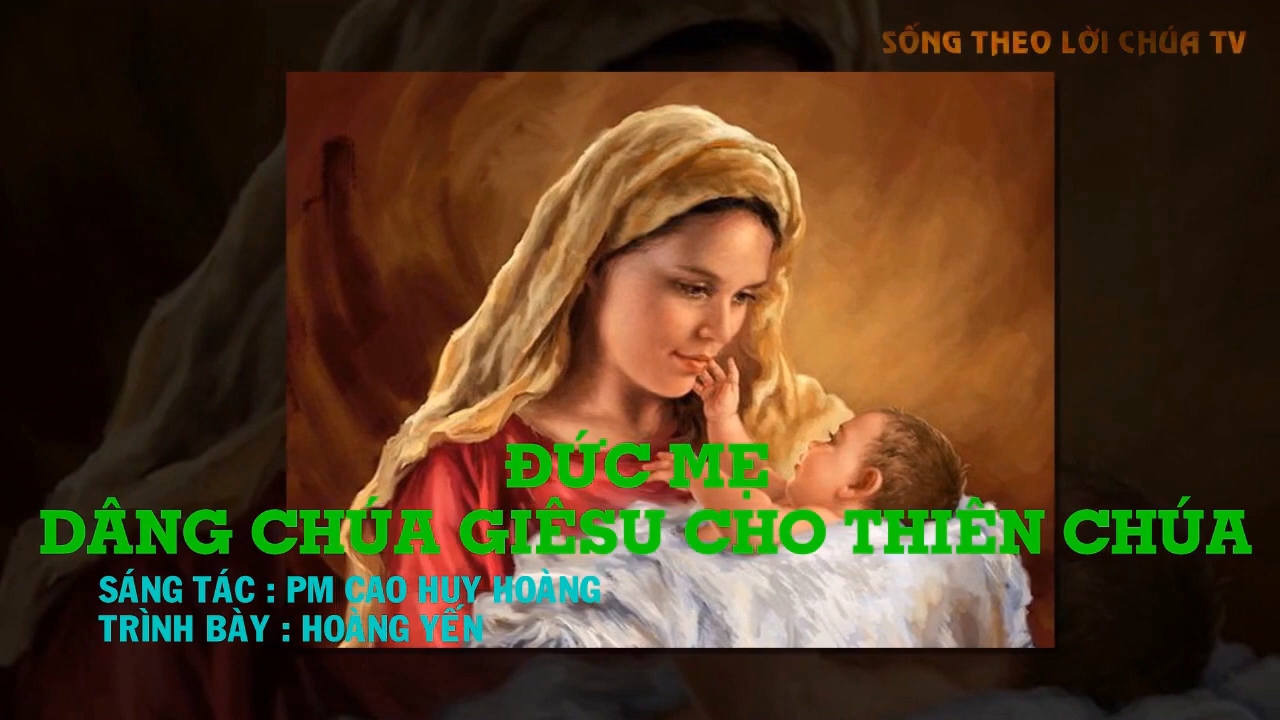 SỐNG THEO LỜI CHÚA TV
ĐỨC MẸ
DÂNG CHÚA GIÊSU CHO THIÊN CHÚA
SÁNG TÁC : PM CAO HUY HOÀNG
TRÌNH BÀY : HOÀNG YẾN